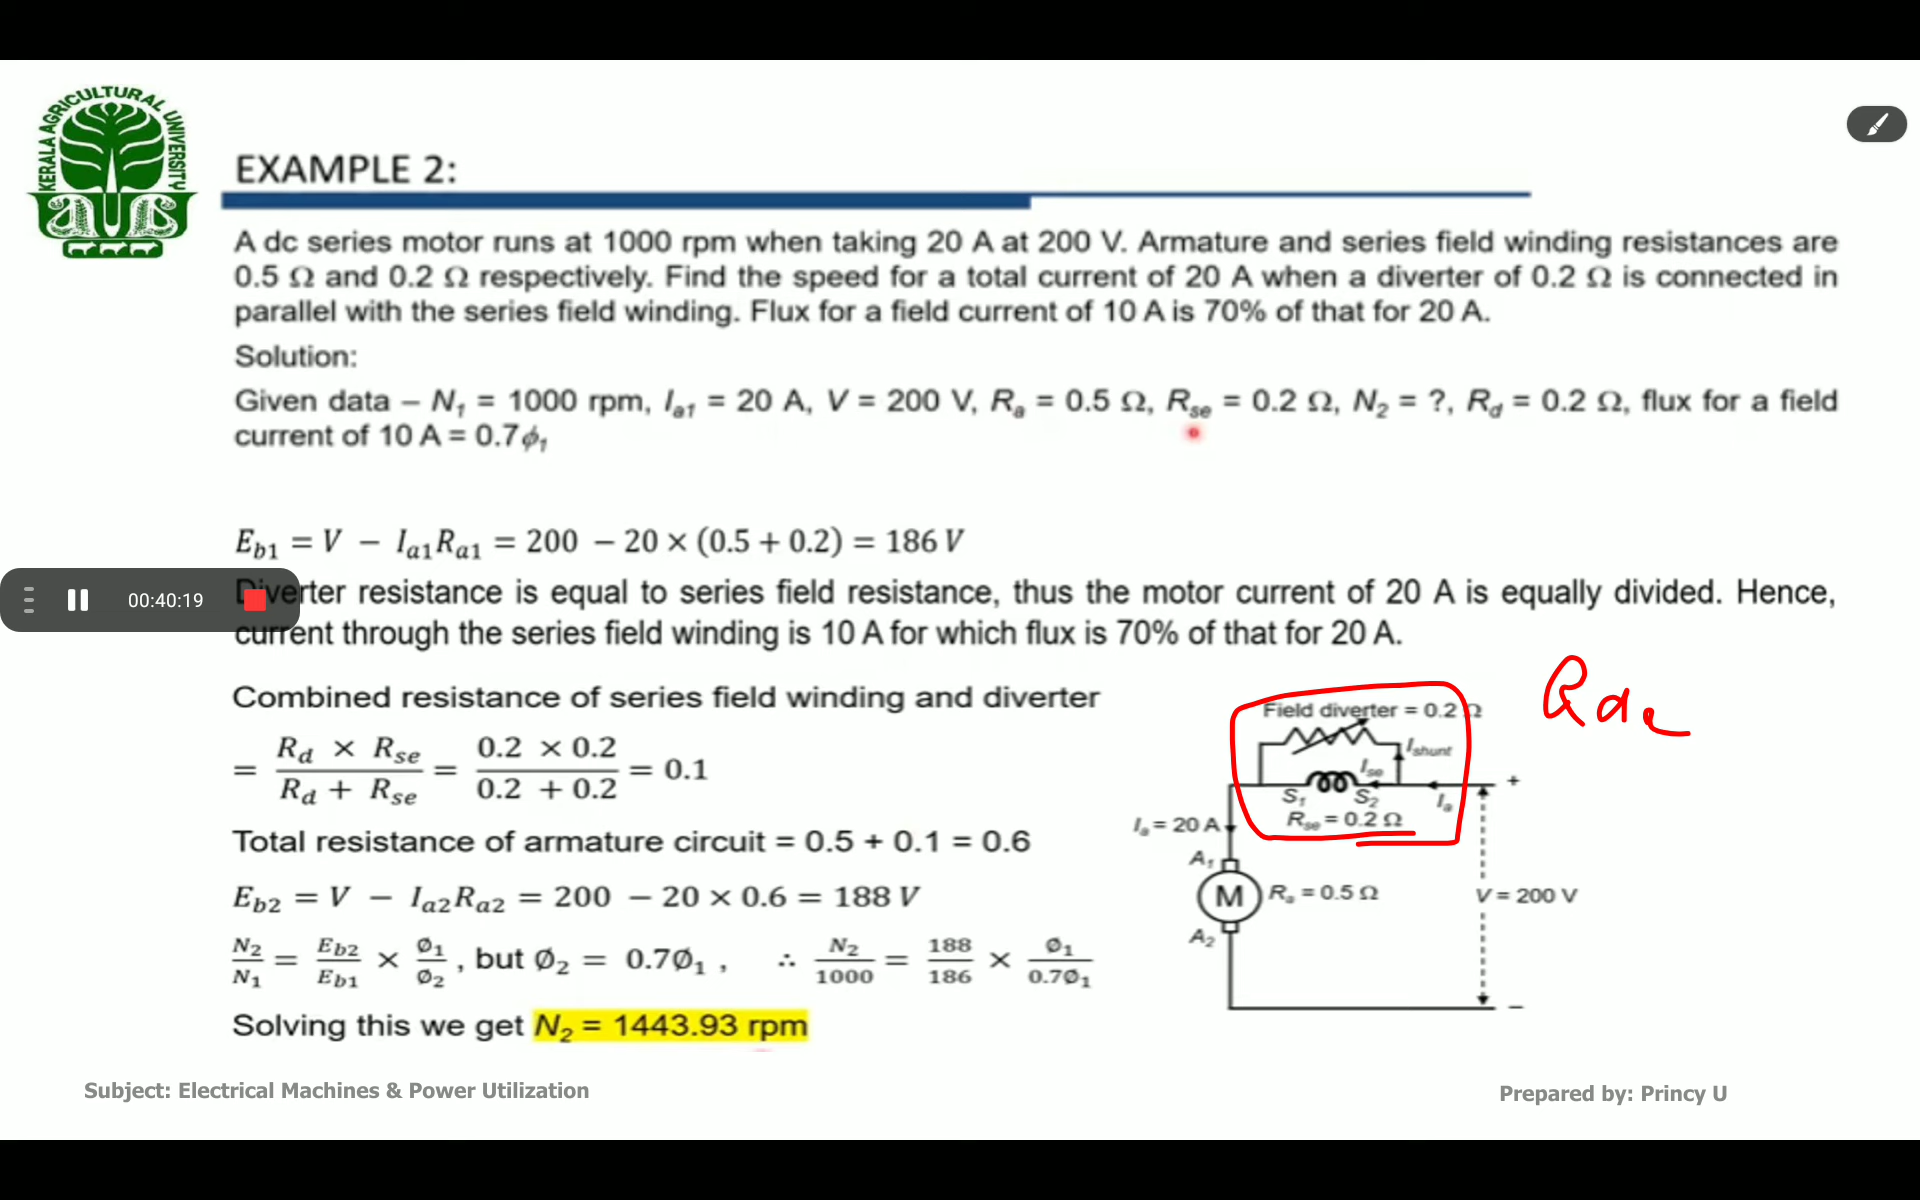 KERALA AGRICULTURAL UNIVERSITY
EXAMPLE 2:
A dc series motor runs at 1000 rpm when taking 20 A at 200 V. Armature and series field winding resistances are
0.5 Ω and 0.2 Ω respectively. Find the speed for a total current of 20 A when a diverter of 0.2 Ω is connected in
parallel with the series field winding. Flux for a field current of 10 A is 70% of that for 20 A.
Solution:
Given data – N₁ = 1000 rpm, Iₐ₁ = 20 A, V = 200 V, Rₐ = 0.5 Ω, Rse = 0.2 Ω, N₂ = ?, Rd = 0.2 Ω, flux for a field
current of 10 A = 0.7ϕ₁
Eb1 = V − Ia1Ra1 = 200 − 20 × (0.5 + 0.2) = 186 V
00:40:19
Diverter resistance is equal to series field resistance, thus the motor current of 20 A is equally divided. Hence,
current through the series field winding is 10 A for which flux is 70% of that for 20 A.
Combined resistance of series field winding and diverter
= Rd × Rse / Rd + Rse = 0.2 × 0.2 / 0.2 + 0.2 = 0.1
Total resistance of armature circuit = 0.5 + 0.1 = 0.6
Eb2 = V − Ia2Ra2 = 200 − 20 × 0.6 = 188 V
N2/N1 = Eb2/Eb1 × Ø1/Ø2 , but Ø2 = 0.7Ø1 , ∴ N2/1000 = 188/186 × Ø1/0.7Ø1
Solving this we get N₂ = 1443.93 rpm
Field diverter = 0.2 Ω
Ishunt
Ise
S₁ S₂ Ia
+
Rse = 0.2 Ω
Ia = 20 A
A₁
M Ra = 0.5 Ω V = 200 V
A₂
−
Subject: Electrical Machines & Power Utilization
Prepared by: Princy U